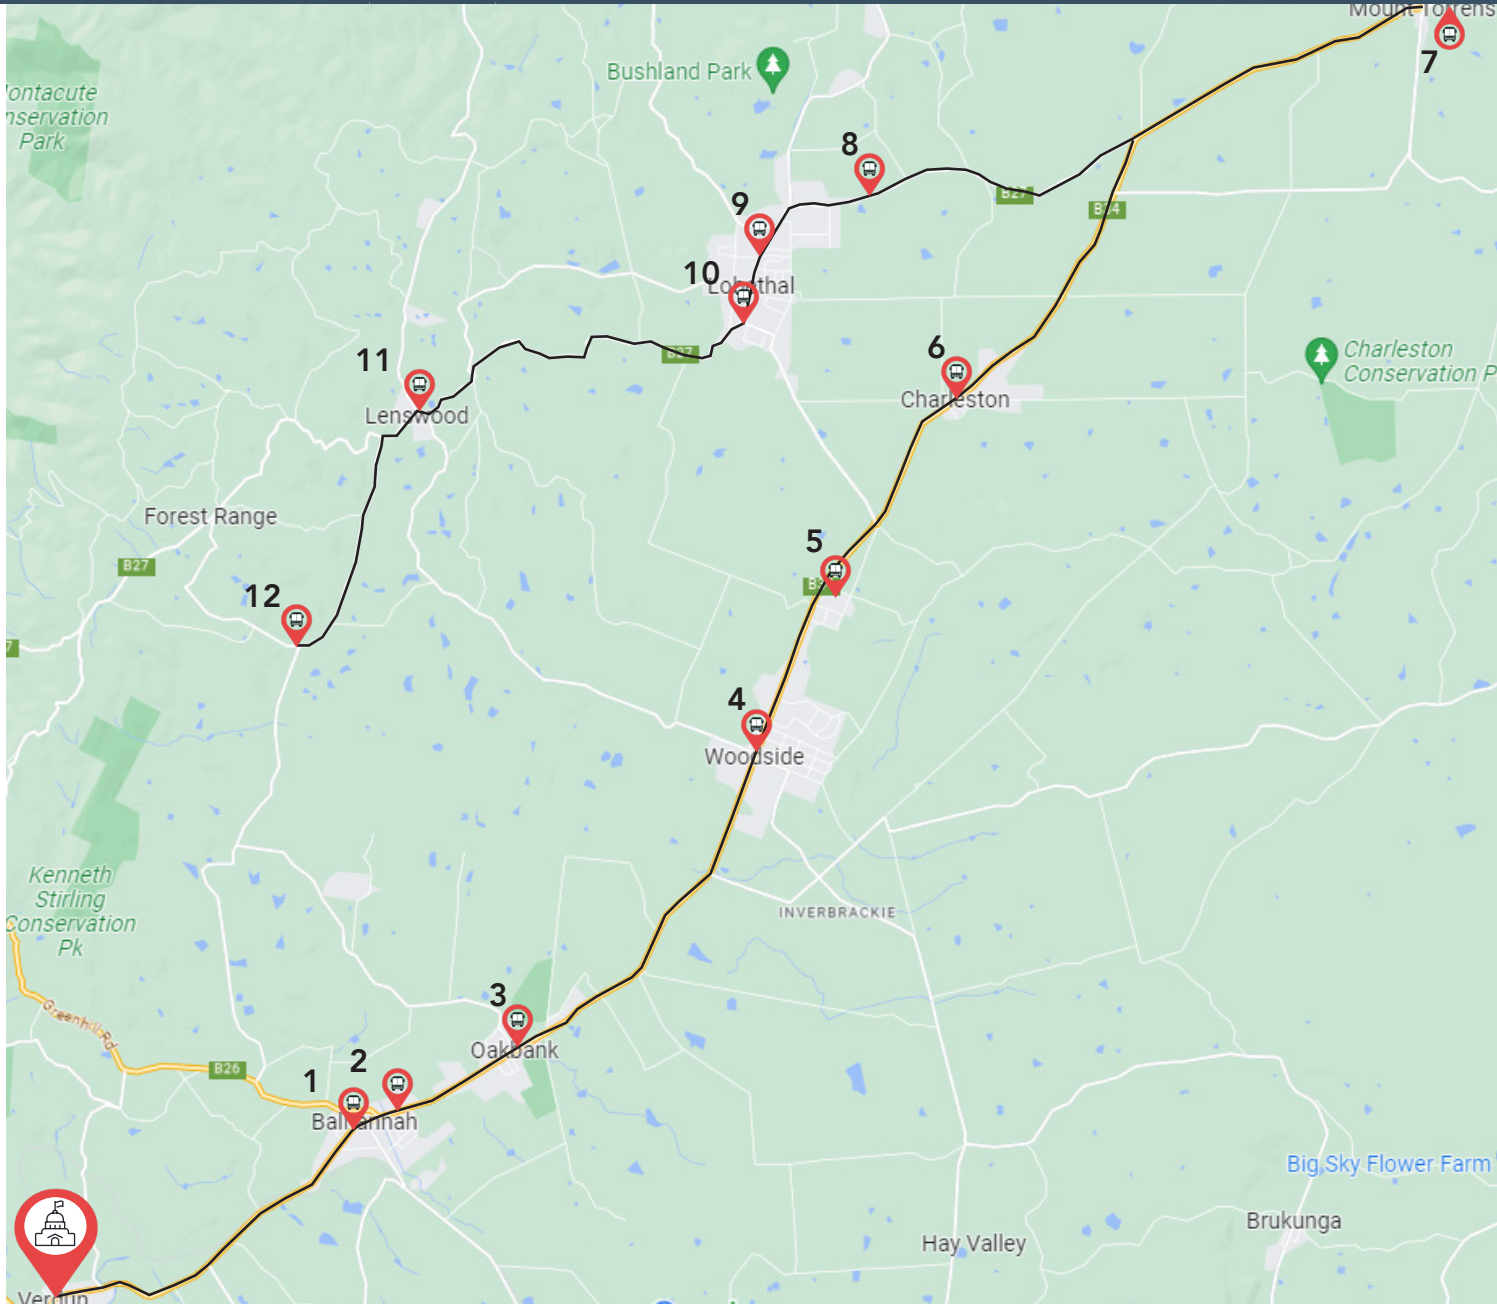 Mount Torrens
7
Bushland Park
ontacute
nservation
Park
8
B27
B34
9
10
Lobethal
B27
11
Lenswood
6
Charleston
Charleston
Conservation P
Forest Range
B27
5
12
7
4
Woodside
Kenneth
Stirling
Conservation
Pk
INVERBRACKIE
3
Oakbank
Greenhill Rd
B26
1
2
Balhannah
Big Sky Flower Farm
Brukunga
Hay Valley
Verdun